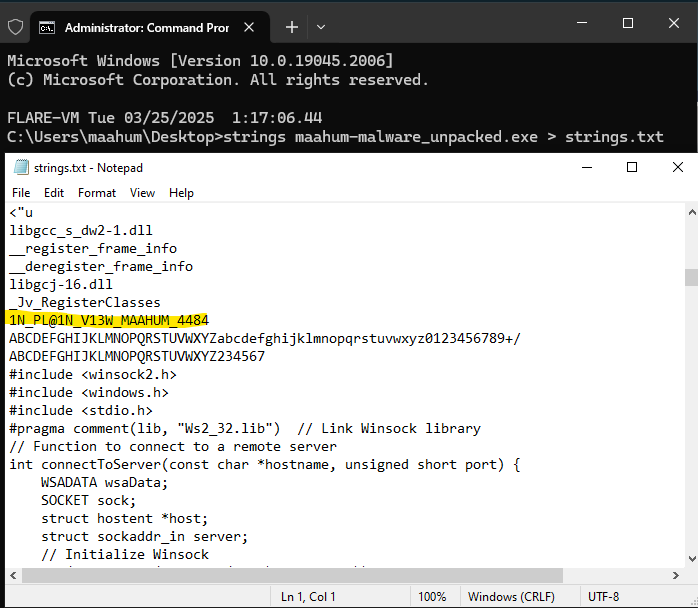 Administrator: Command Pror
Microsoft Windows [Version 10.0.19045.2006]
(c) Microsoft Corporation. All rights reserved.
FLARE-VM Tue 03/25/2025  1:17:06.44
C:\Users\maahum\Desktop>strings maahum-malware_unpacked.exe > strings.txt
strings.txt - Notepad
File Edit Format View Help
<"u
libgcc_s_dw2-1.dll
__register_frame_info
__deregister_frame_info
libgcj-16.dll
_Jv_RegisterClasses
1N_PL@1N_V13W_MAAHUM_4484
ABCDEFGHIJKLMNOPQRSTUVWXYZabcdefghijklmnopqrstuvwxyz0123456789+/
ABCDEFGHIJKLMNOPQRSTUVWXYZ234567
#include <winsock2.h>
#include <windows.h>
#include <stdio.h>
#pragma comment(lib, "Ws2_32.lib")  // Link Winsock library
// Function to connect to a remote server
int connectToServer(const char *hostname, unsigned short port) {
    WSADATA wsaData;
    SOCKET sock;
    struct hostent *host;
    struct sockaddr_in server;
    // Initialize Winsock
Ln 1, Col 1 100% Windows (CRLF) UTF-8